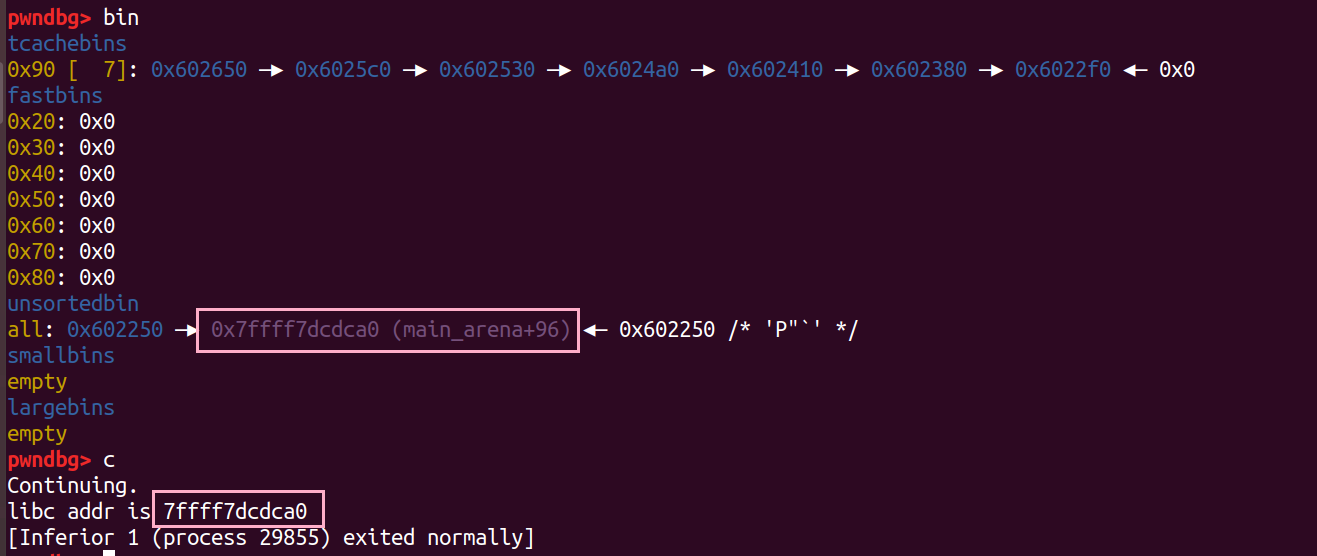 pwndbg> bin
tcachebins
0x90 [  7]: 0x602650 —▸ 0x6025c0 —▸ 0x602530 —▸ 0x6024a0 —▸ 0x602410 —▸ 0x602380 —▸ 0x6022f0 ◂— 0x0
fastbins
0x20: 0x0
0x30: 0x0
0x40: 0x0
0x50: 0x0
0x60: 0x0
0x70: 0x0
0x80: 0x0
unsortedbin
all: 0x602250 —▸ 0x7ffff7dcdca0 (main_arena+96) ◂— 0x602250 /* 'P"`' */
smallbins
empty
largebins
empty
pwndbg> c
Continuing.
libc addr is 7ffff7dcdca0
[Inferior 1 (process 29855) exited normally]